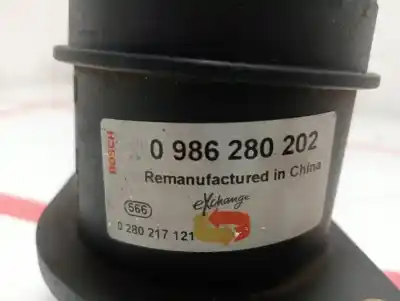 BOSCH
0 986 280 202
Remanufactured in China
eXchange
566
0 280 217 121